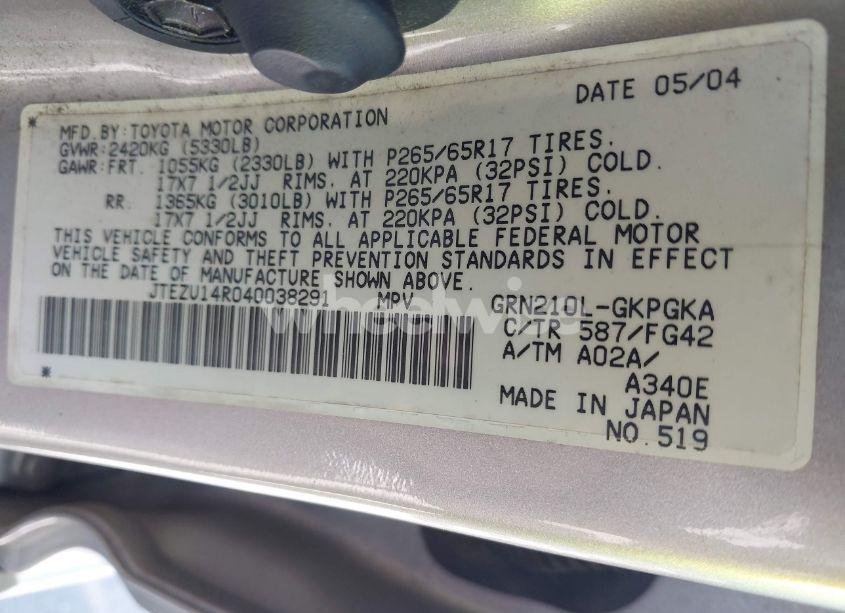 DATE 05/04
MFD. BY: TOYOTA MOTOR CORPORATION
GVWR: 2420KG (5330LB)
GAWR: FRT. 1055KG (2330LB) WITH P265/65R17 TIRES.
17X7 1/2JJ RIMS. AT 220KPA (32PSI) COLD.
RR. 1365KG (3010LB) WITH P265/65R17 TIRES.
17X7 1/2JJ RIMS. AT 220KPA (32PSI) COLD.
THIS VEHICLE CONFORMS TO ALL APPLICABLE FEDERAL MOTOR
VEHICLE SAFETY AND THEFT PREVENTION STANDARDS IN EFFECT
ON THE DATE OF MANUFACTURE SHOWN ABOVE.
JTEZU14R040038291 MPV GRN210L-GKPGKA
C/TR 587/FG42
A/TM A02A/
A340E
MADE IN JAPAN
NO.519
wheelwise